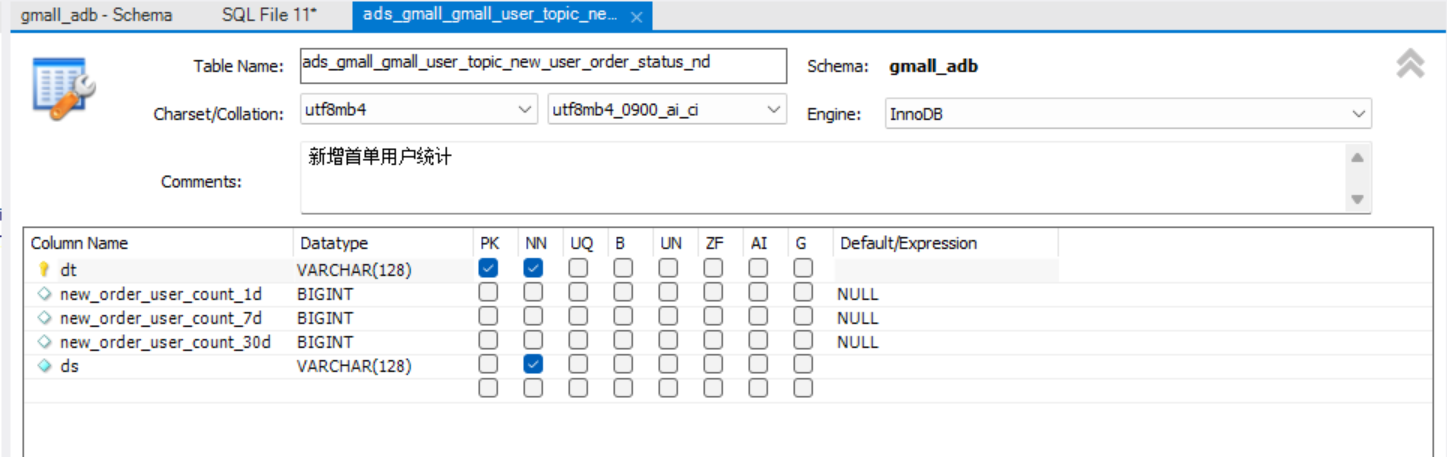 gmall_adb - Schema SQL File 11* ads_gmall_gmall_user_topic_ne...
Table Name: ads_gmall_gmall_user_topic_new_user_order_status_nd Schema: gmall_adb
Charset/Collation: utf8mb4 utf8mb4_0900_ai_ci Engine: InnoDB
Comments: 新增首单用户统计
Column Name Datatype PK NN UQ B UN ZF AI G Default/Expression
dt VARCHAR(128)
new_order_user_count_1d BIGINT NULL
new_order_user_count_7d BIGINT NULL
new_order_user_count_30d BIGINT NULL
ds VARCHAR(128)